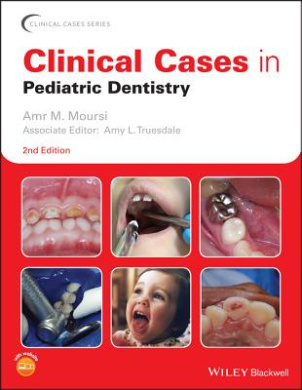 CLINICAL CASES SERIES
Clinical Cases in
Pediatric Dentistry
Amr M. Moursi
Associate Editor: Amy L. Truesdale
2nd Edition
WILEY Blackwell